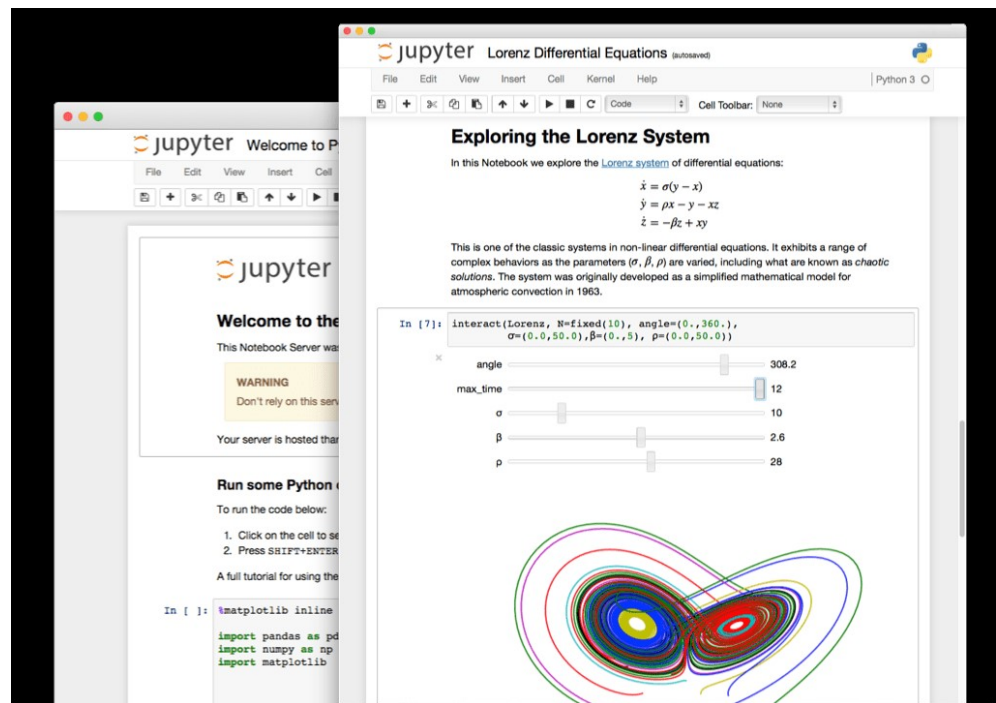 jupyter Lorenz Differential Equations (autosaved)
File Edit View Insert Cell Kernel Help Python 3
Code Cell Toolbar: None
Exploring the Lorenz System
In this Notebook we explore the Lorenz system of differential equations:
ẋ = σ(y − x)
ẏ = ρx − y − xz
ż = −βz + xy
This is one of the classic systems in non-linear differential equations. It exhibits a range of
complex behaviors as the parameters (σ, β, ρ) are varied, including what are known as chaotic
solutions. The system was originally developed as a simplified mathematical model for
atmospheric convection in 1963.
In [7]: interact(Lorenz, N=fixed(10), angle=(0.,360.),
σ=(0.0,50.0),β=(0.,5), ρ=(0.0,50.0))
angle 308.2
max_time 12
σ 10
β 2.6
ρ 28
jupyter Welcome to P
File Edit View Insert Cell
jupyter
Welcome to the
This Notebook Server was
WARNING
Don't rely on this serv
Your server is hosted than
Run some Python
To run the code below:
1. Click on the cell to se
2. Press SHIFT+ENTER
A full tutorial for using the
In [ ]: %matplotlib inline
import pandas as pd
import numpy as np
import matplotlib